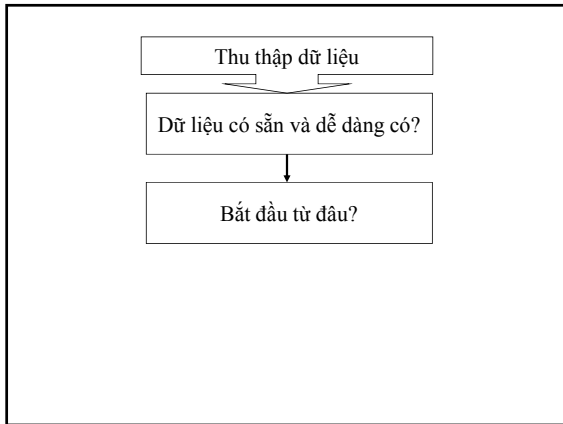 Thu thập dữ liệu
Dữ liệu có sẵn và dễ dàng có?
Bắt đầu từ đâu?